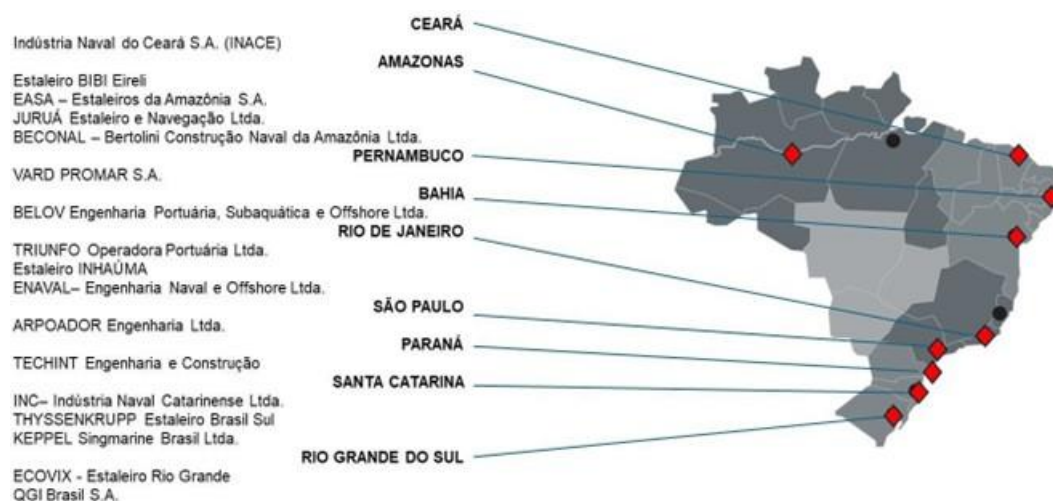 CEARÁ
Indústria Naval do Ceará S.A. (INACE)
AMAZONAS
Estaleiro BIBI Eireli
EASA – Estaleiros da Amazônia S.A.
JURUÁ Estaleiro e Navegação Ltda.
BECONAL – Bertolini Construção Naval da Amazônia Ltda.
PERNAMBUCO
VARD PROMAR S.A.
BAHIA
BELOV Engenharia Portuária, Subaquática e Offshore Ltda.
RIO DE JANEIRO
TRIUNFO Operadora Portuária Ltda.
Estaleiro INHAÚMA
ENAVAL– Engenharia Naval e Offshore Ltda.
SÃO PAULO
ARPOADOR Engenharia Ltda.
PARANÁ
TECHINT Engenharia e Construção
SANTA CATARINA
INC– Indústria Naval Catarinense Ltda.
THYSSENKRUPP Estaleiro Brasil Sul
KEPPEL Singmarine Brasil Ltda.
RIO GRANDE DO SUL
ECOVIX - Estaleiro Rio Grande
QGI Brasil S.A.